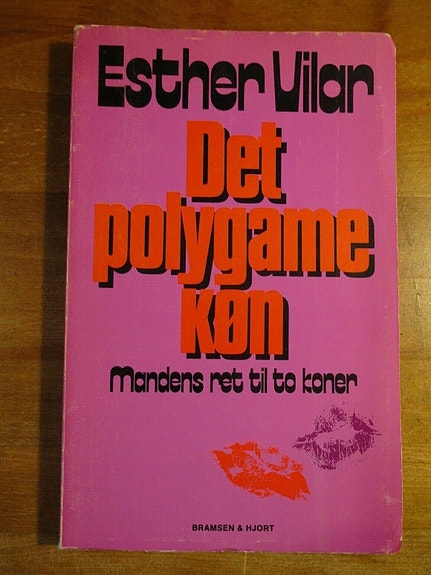 Esther Vilar
Det
polygame
køn
Mandens ret til to koner
BRAMSEN & HJORT